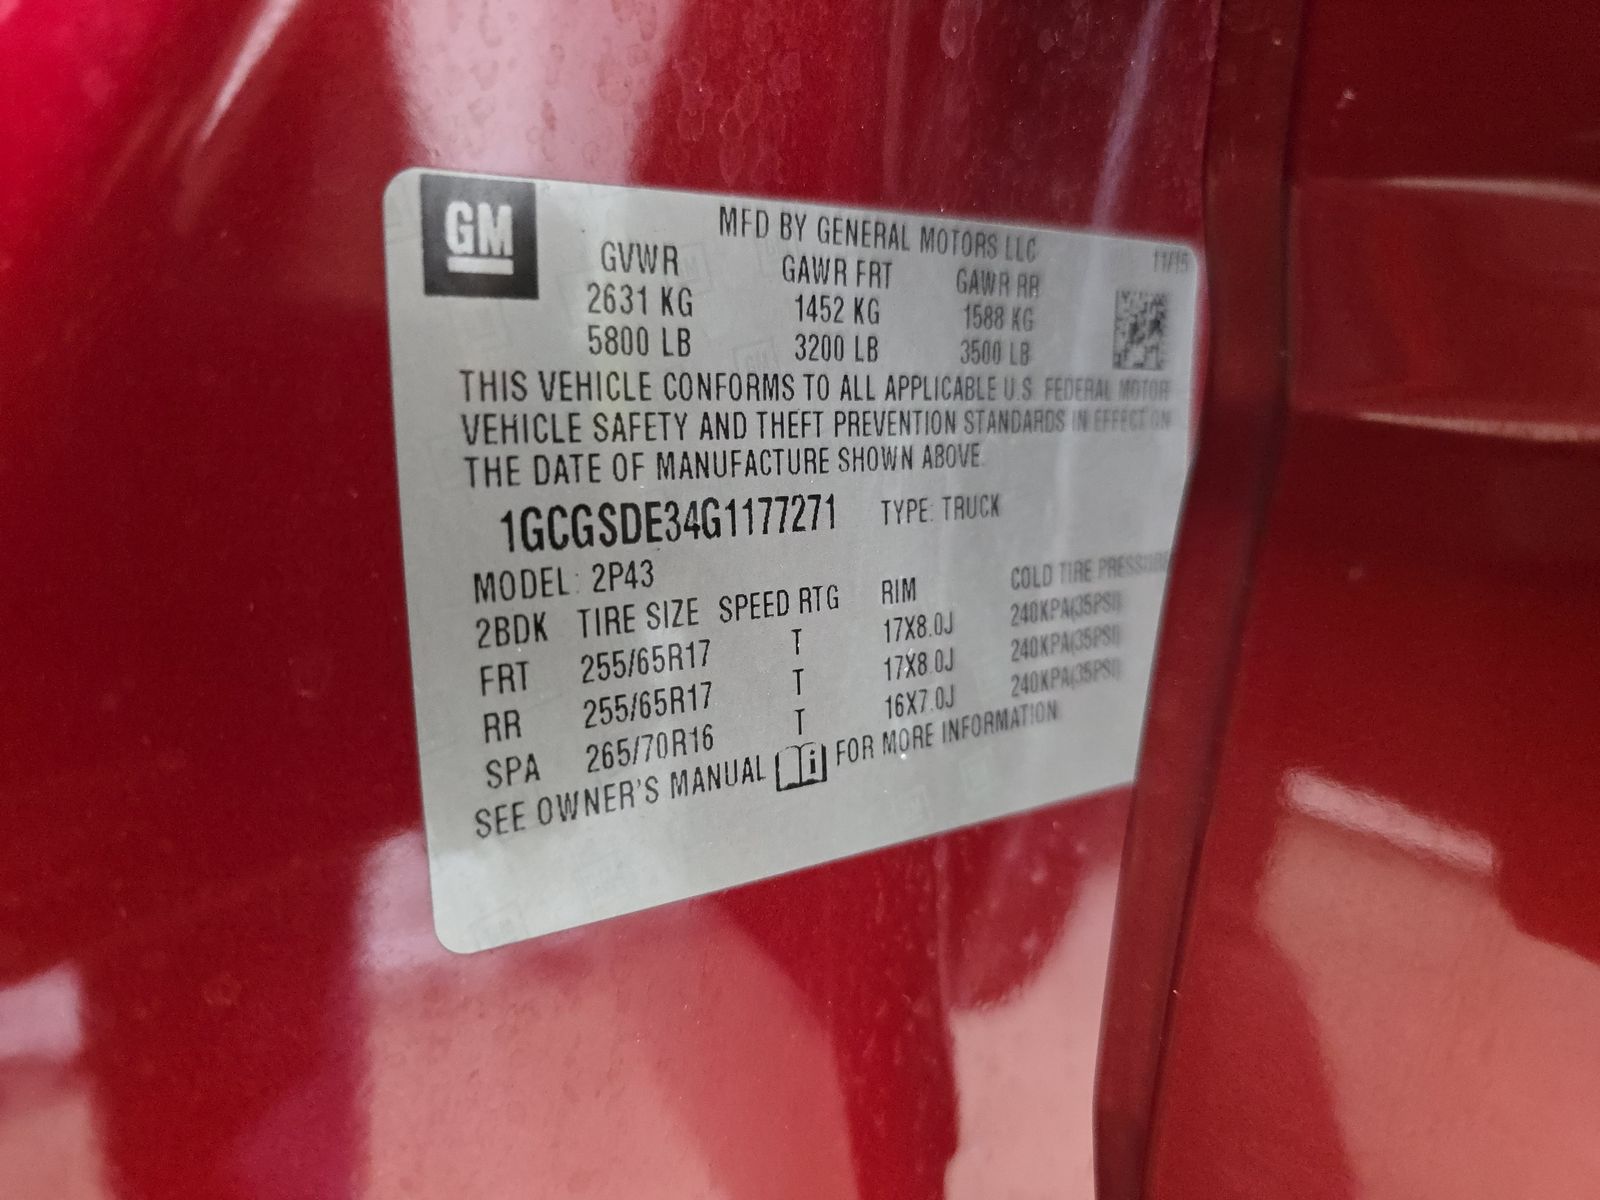 GM
MFD BY GENERAL MOTORS LLC
11/15
GVWR GAWR FRT GAWR RR
2631 KG 1452 KG 1588 KG
5800 LB 3200 LB 3500 LB
THIS VEHICLE CONFORMS TO ALL APPLICABLE U.S. FEDERAL MOTOR
VEHICLE SAFETY AND THEFT PREVENTION STANDARDS IN EFFECT ON
THE DATE OF MANUFACTURE SHOWN ABOVE.
1GCGSDE34G1177271 TYPE: TRUCK
MODEL: 2P43
2BDK TIRE SIZE SPEED RTG RIM COLD TIRE PRESSURE
FRT 255/65R17 T 17X8.0J 240KPA(35PSI)
RR 255/65R17 T 17X8.0J 240KPA(35PSI)
SPA 265/70R16 T 16X7.0J 240KPA(35PSI)
SEE OWNER'S MANUAL i FOR MORE INFORMATION